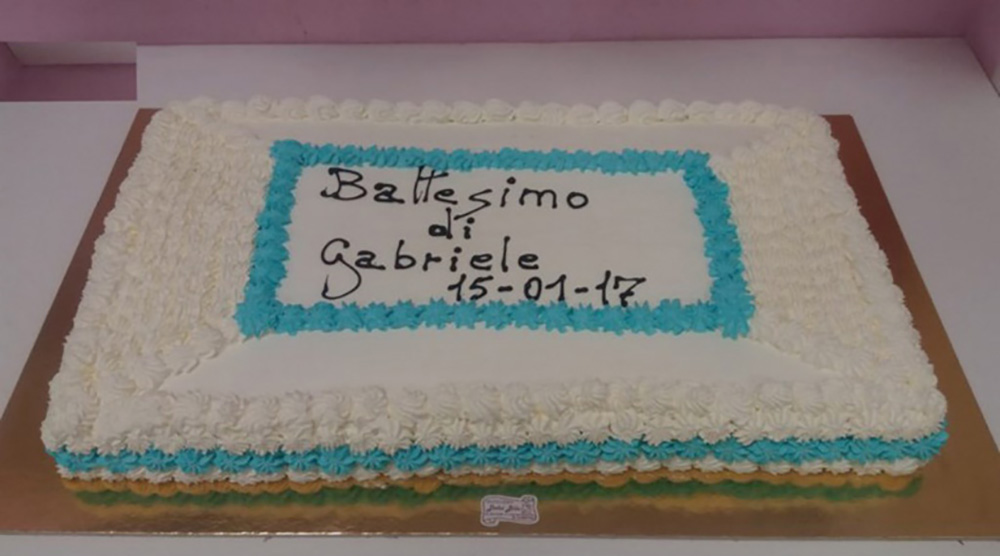 Battesimo
di
Gabriele
15-01-17